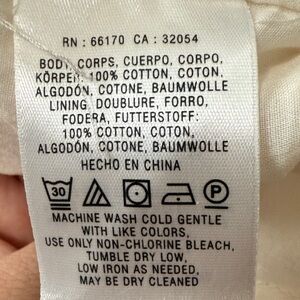 RN : 66170 CA : 32054
BODY, CORPS, CUERPO, CORPO,
KÖRPER: 100% COTTON, COTON,
ALGODÓN, COTONE, BAUMWOLLE
LINING, DOUBLURE, FORRO,
FODERA, FUTTERSTOFF:
100% COTTON, COTON,
ALGODÓN, COTONE, BAUMWOLLE
HECHO EN CHINA
30 P
MACHINE WASH COLD GENTLE
WITH LIKE COLORS,
USE ONLY NON-CHLORINE BLEACH,
TUMBLE DRY LOW,
LOW IRON AS NEEDED,
MAY BE DRY CLEANED